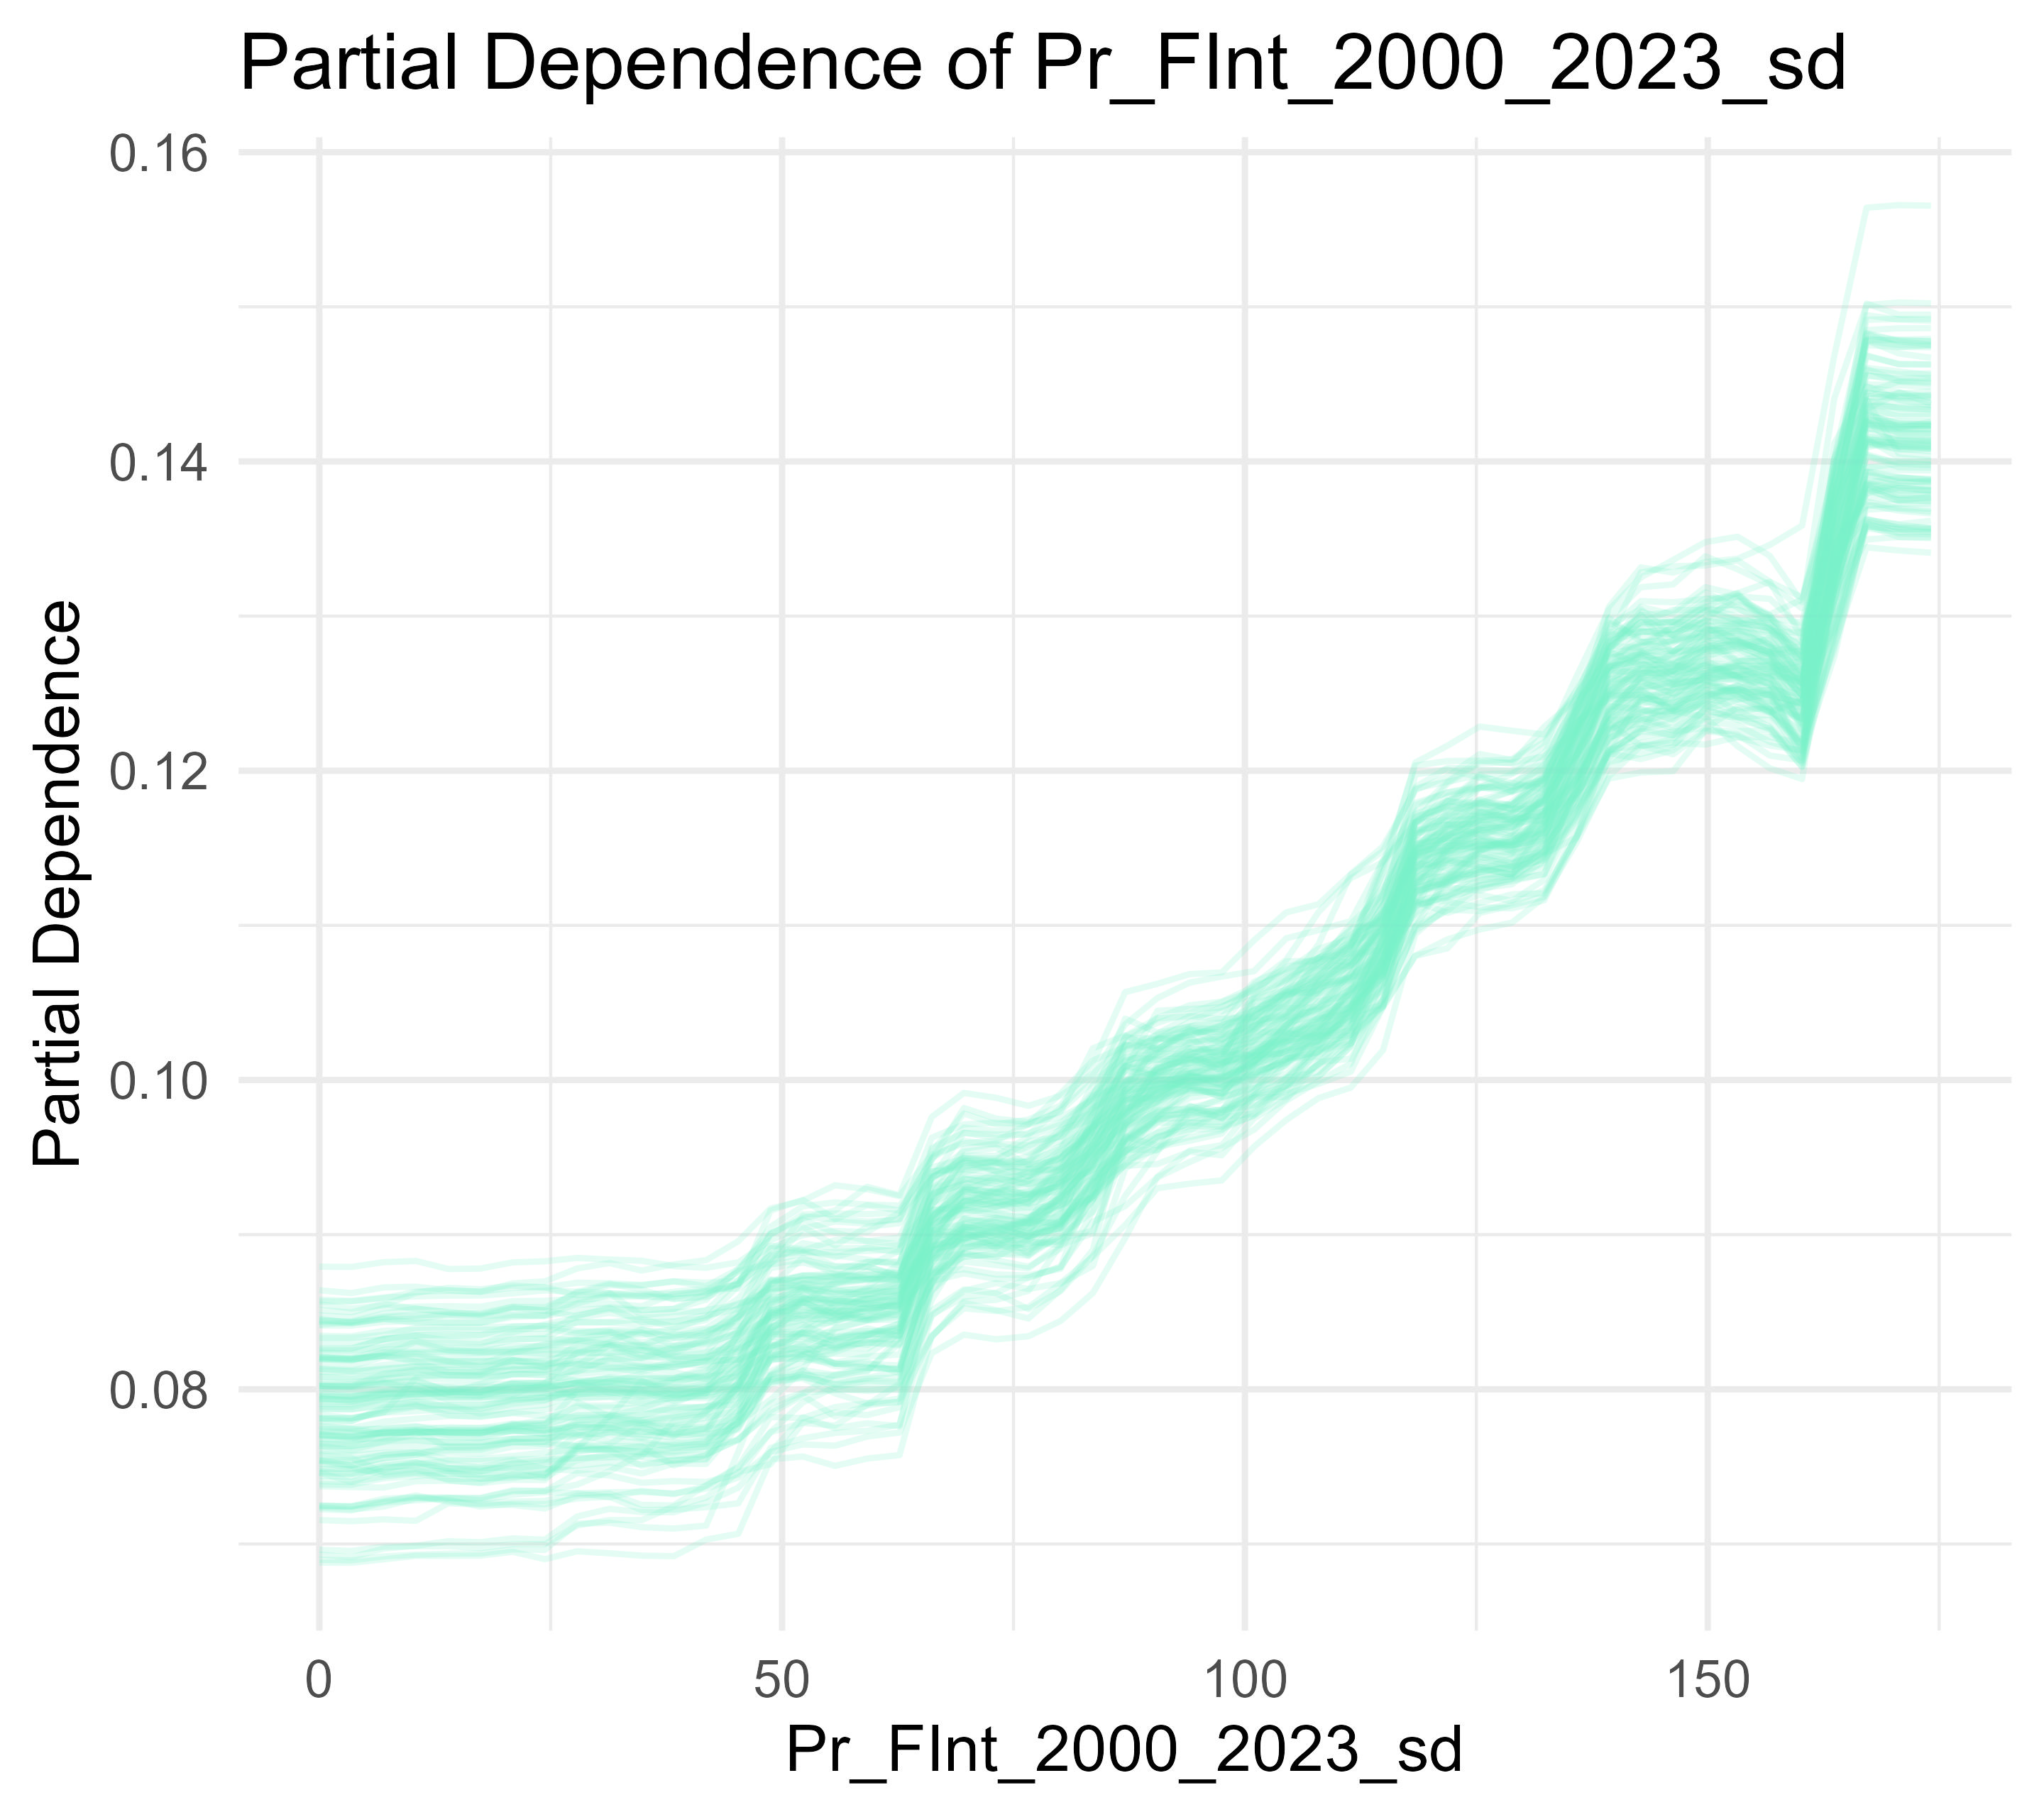 Partial Dependence of Pr_FInt_2000_2023_sd
0.16
0.14
0.12
0.10
0.08
Partial Dependence
0 50 100 150
Pr_FInt_2000_2023_sd